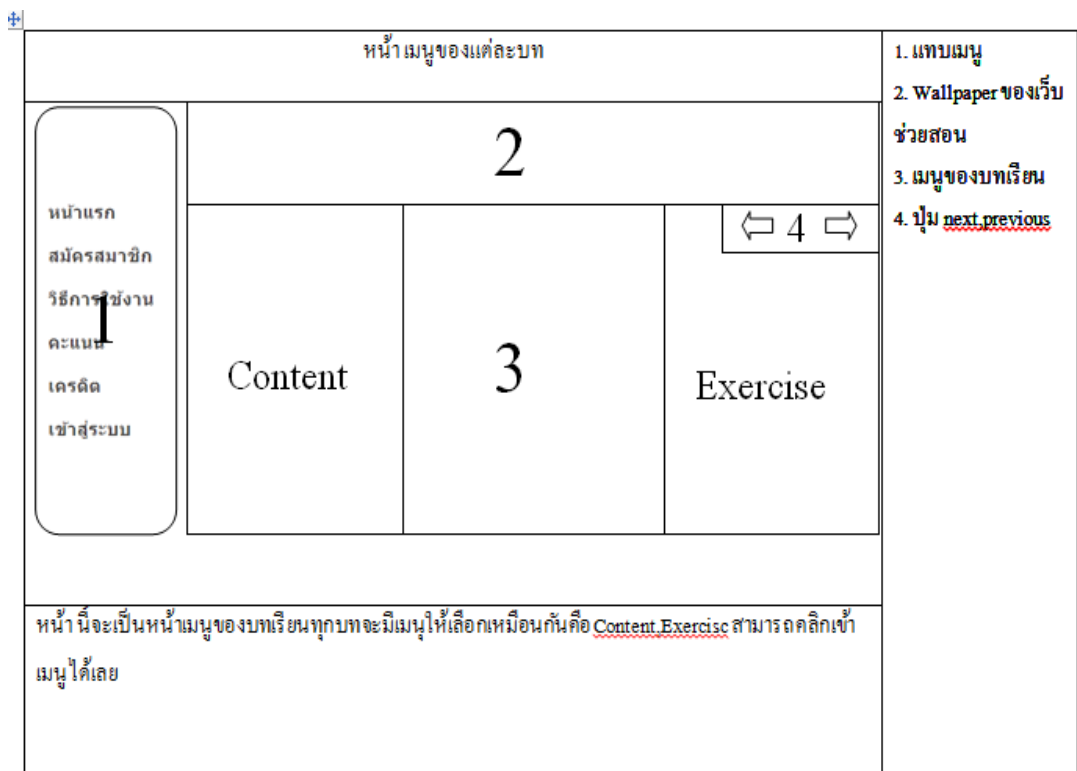 หน้าเมนูของแต่ละบท
1. แทบเมนู
2. Wallpaper ของเว็บ
ช่วยสอน
3. เมนูของบทเรียน
4. ปุ่ม next,previous
2
หน้าแรก
สมัครสมาชิก
วิธีการใช้งาน
1
คะแนน
เครดิต
เข้าสู่ระบบ
4
Content
3
Exercise
หน้านี้จะเป็นหน้าเมนูของบทเรียนทุกบทจะมีเมนูให้เลือกเหมือนกันคือ Content,Exercisc สามารถคลิกเข้า
เมนูได้เลย